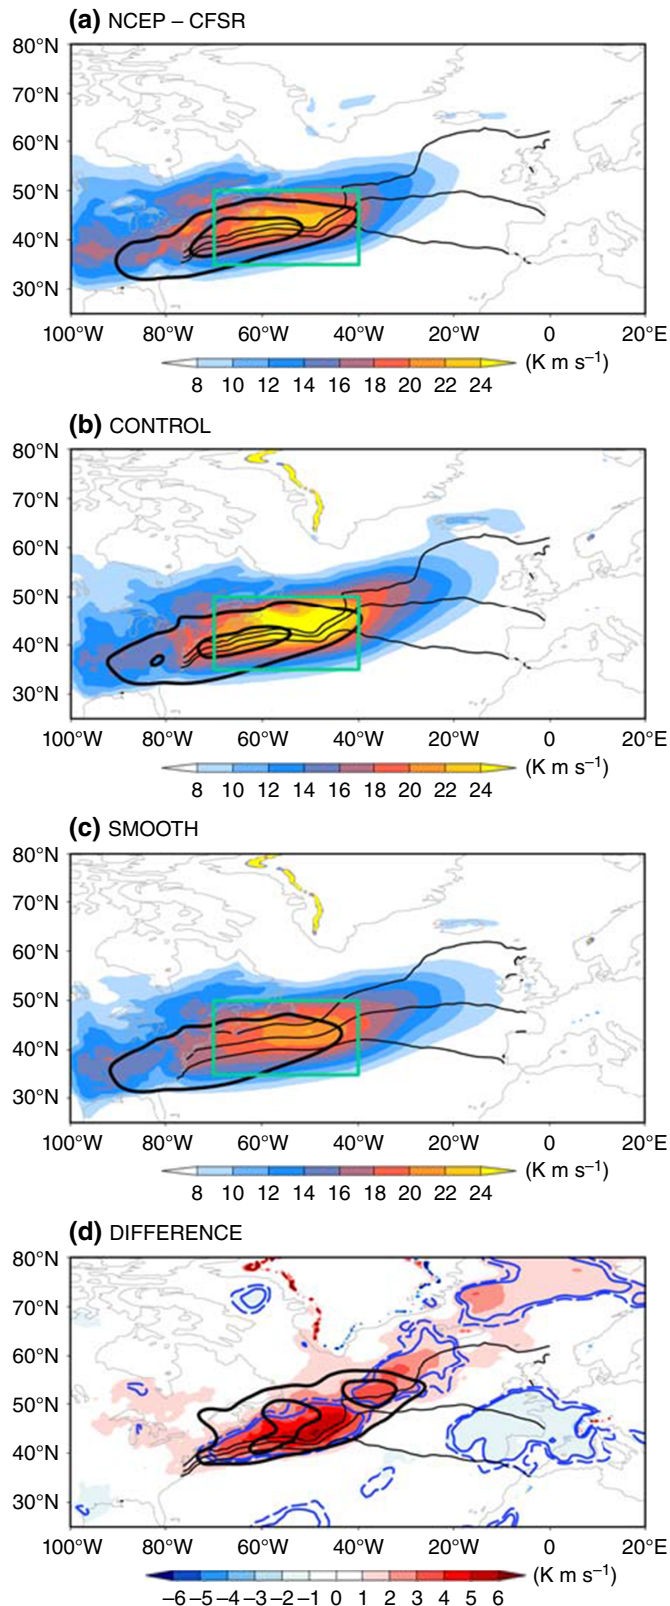 (a) NCEP – CFSR
80°N
70°N
60°N
50°N
40°N
30°N
100°W 80°W 60°W 40°W 20°W 0 20°E
8 10 12 14 16 18 20 22 24 (K m s⁻¹)
(b) CONTROL
80°N
70°N
60°N
50°N
40°N
30°N
100°W 80°W 60°W 40°W 20°W 0 20°E
8 10 12 14 16 18 20 22 24 (K m s⁻¹)
(c) SMOOTH
80°N
70°N
60°N
50°N
40°N
30°N
100°W 80°W 60°W 40°W 20°W 0 20°E
8 10 12 14 16 18 20 22 24 (K m s⁻¹)
(d) DIFFERENCE
80°N
70°N
60°N
50°N
40°N
30°N
100°W 80°W 60°W 40°W 20°W 0 20°E
−6 −5 −4 −3 −2 −1 0 1 2 3 4 5 6 (K m s⁻¹)